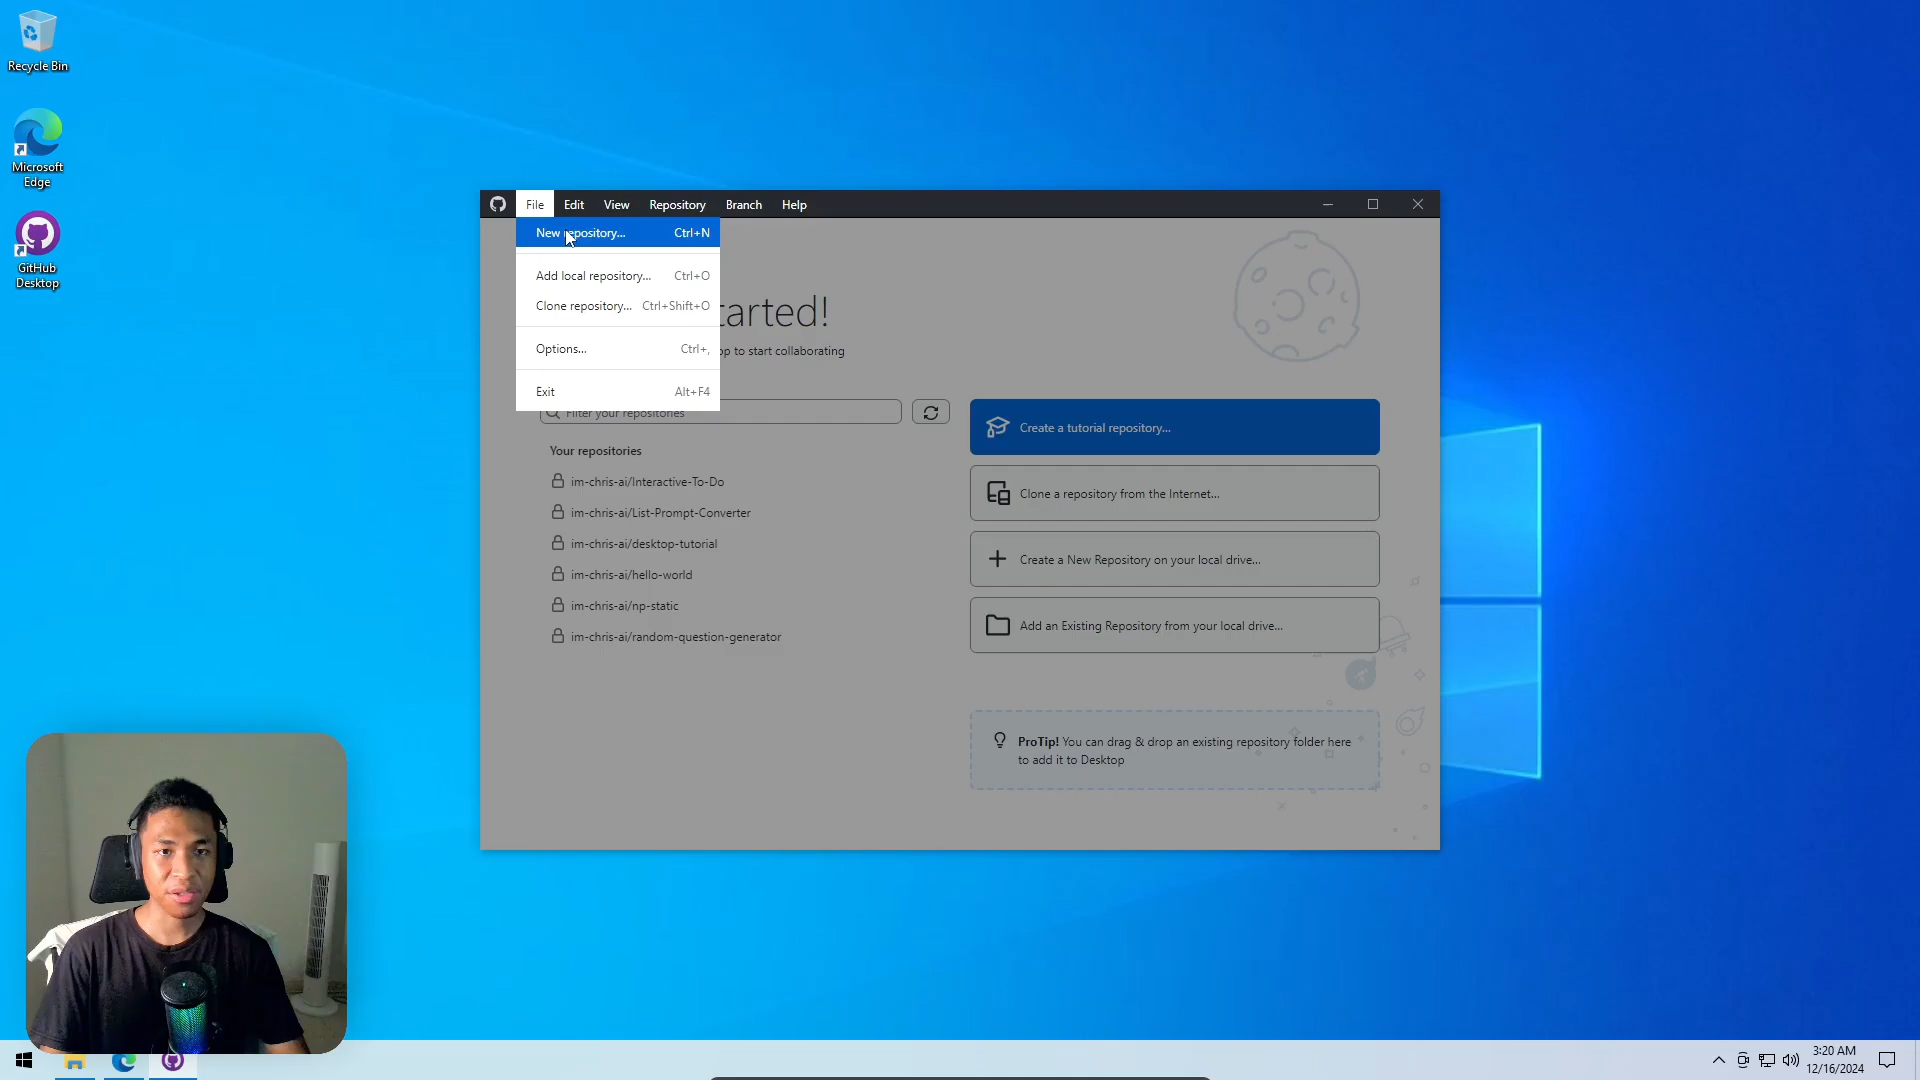 Recycle Bin
Microsoft
Edge
GitHub
Desktop
File Edit View Repository Branch Help
New repository... Ctrl+N
Add local repository... Ctrl+O
Clone repository... Ctrl+Shift+O
Options... Ctrl+,
Exit Alt+F4
tarted!
op to start collaborating
Filter your repositories
Your repositories
im-chris-ai/Interactive-To-Do
im-chris-ai/List-Prompt-Converter
im-chris-ai/desktop-tutorial
im-chris-ai/hello-world
im-chris-ai/np-static
im-chris-ai/random-question-generator
Create a tutorial repository...
Clone a repository from the Internet...
Create a New Repository on your local drive...
Add an Existing Repository from your local drive...
ProTip! You can drag & drop an existing repository folder here
to add it to Desktop
3:20 AM
12/16/2024